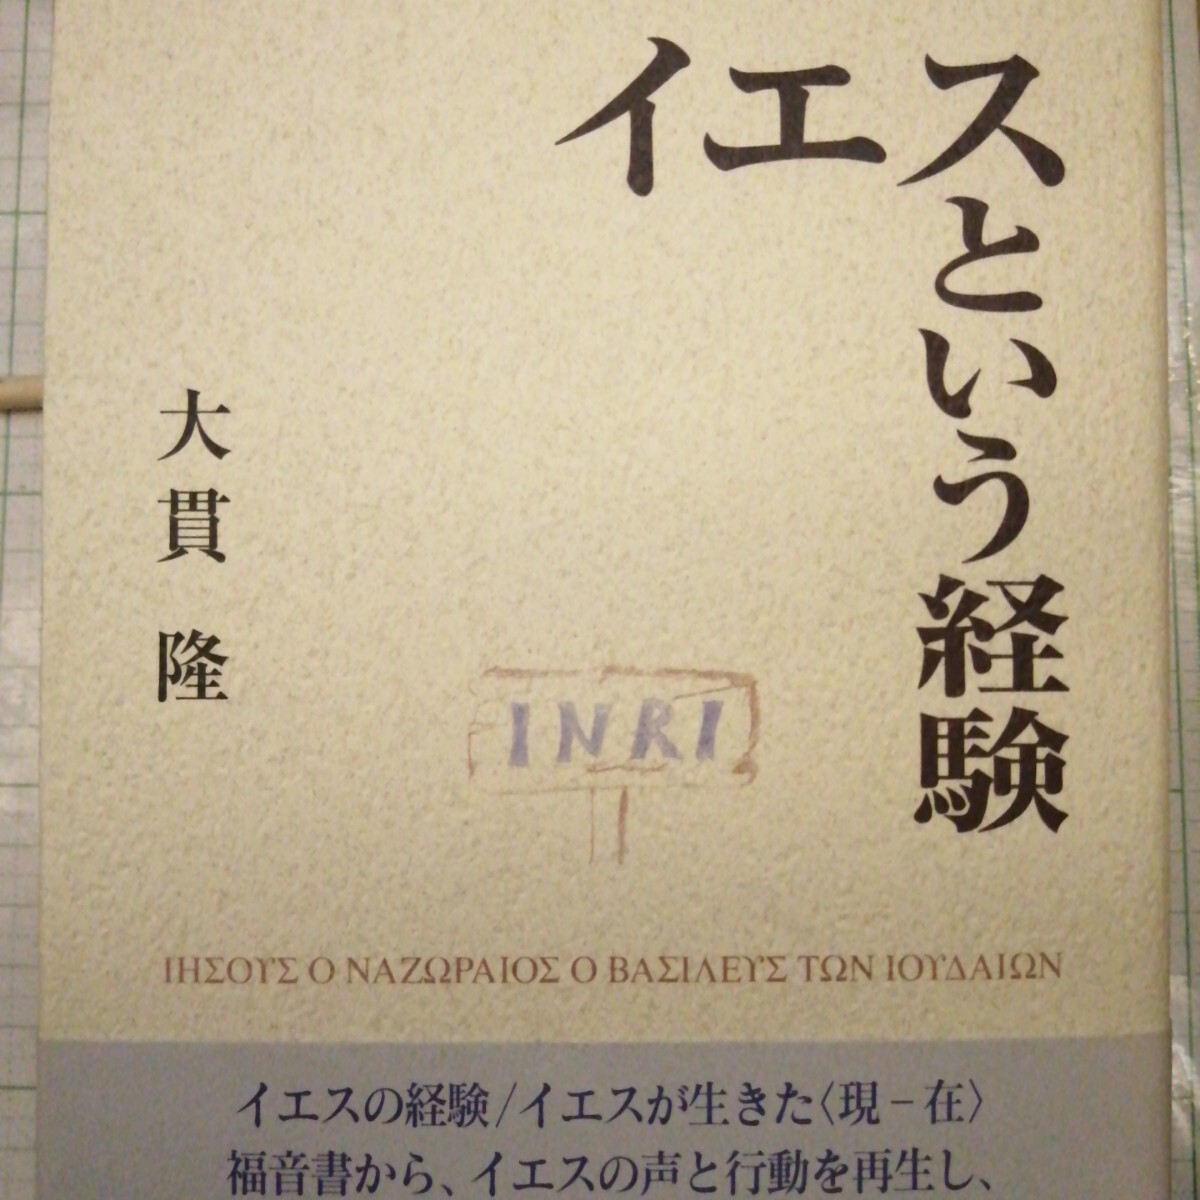 イエスという経験
大貫 隆
INRI
ΙΗΣΟΥΣ Ο ΝΑΖΩΡΑΙΟΣ Ο ΒΑΣΙΛΕΥΣ ΤΩΝ ΙΟΥΔΑΙΩΝ
イエスの経験/イエスが生きた〈現−在〉
福音書から、イエスの声と行動を再生し、